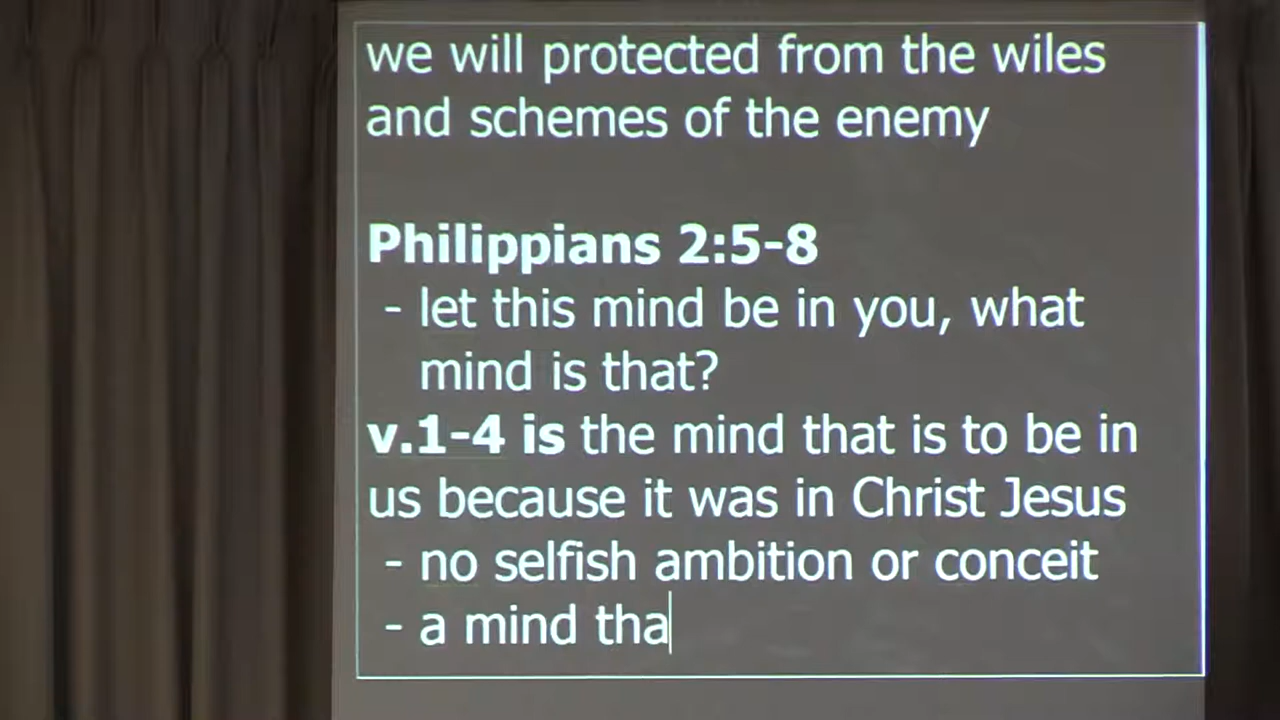 we will protected from the wiles
and schemes of the enemy
Philippians 2:5-8
- let this mind be in you, what
mind is that?
v.1-4 is the mind that is to be in
us because it was in Christ Jesus
- no selfish ambition or conceit
- a mind tha